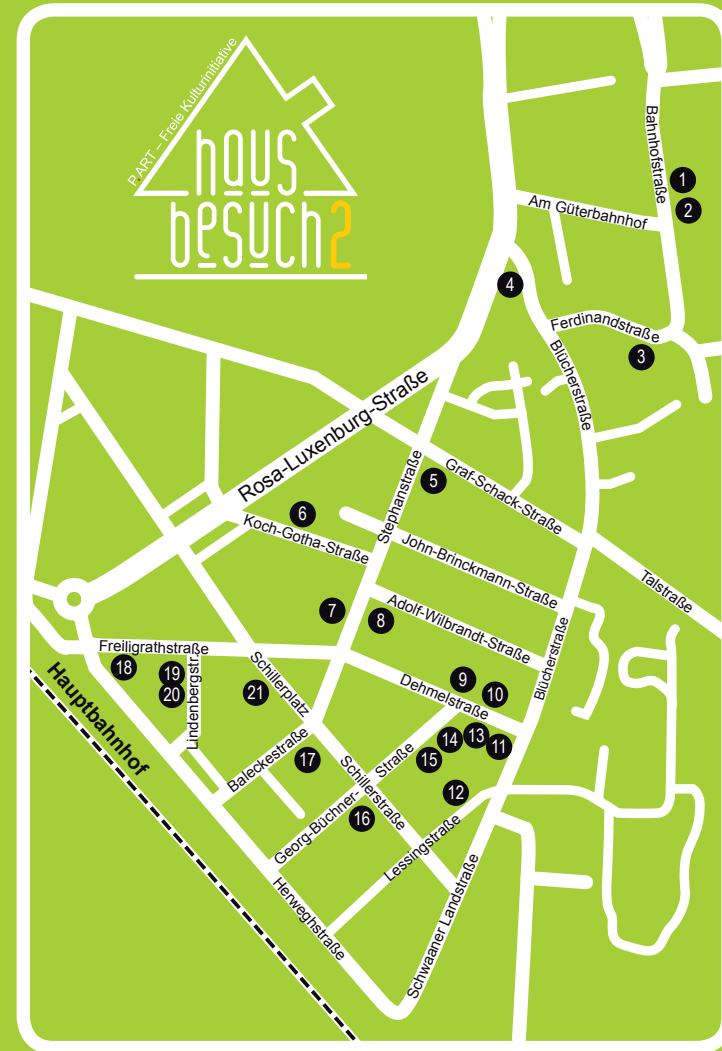 P.ART – Freie Kulturinitiative
haus
besuch2
Bahnhofstraße
1
2
Am Güterbahnhof
4
Ferdinandstraße
3
Blücherstraße
Rosa-Luxenburg-Straße
Stephanstraße
5
Graf-Schack-Straße
6
Koch-Gotha-Straße
John-Brinckmann-Straße
Talstraße
7
8
Adolf-Wilbrandt-Straße
Blücherstraße
Freiligrathstraße
18
19
20
Lindenbergstr.
21
Schillerplatz
Hauptbahnhof
Dehmelstraße
9
10
11
13
14
15
12
Baleckestraße
17
Schillerstraße
Georg-Büchner-Straße
16
Lessingstraße
Herweghstraße
Schwaaner Landstraße